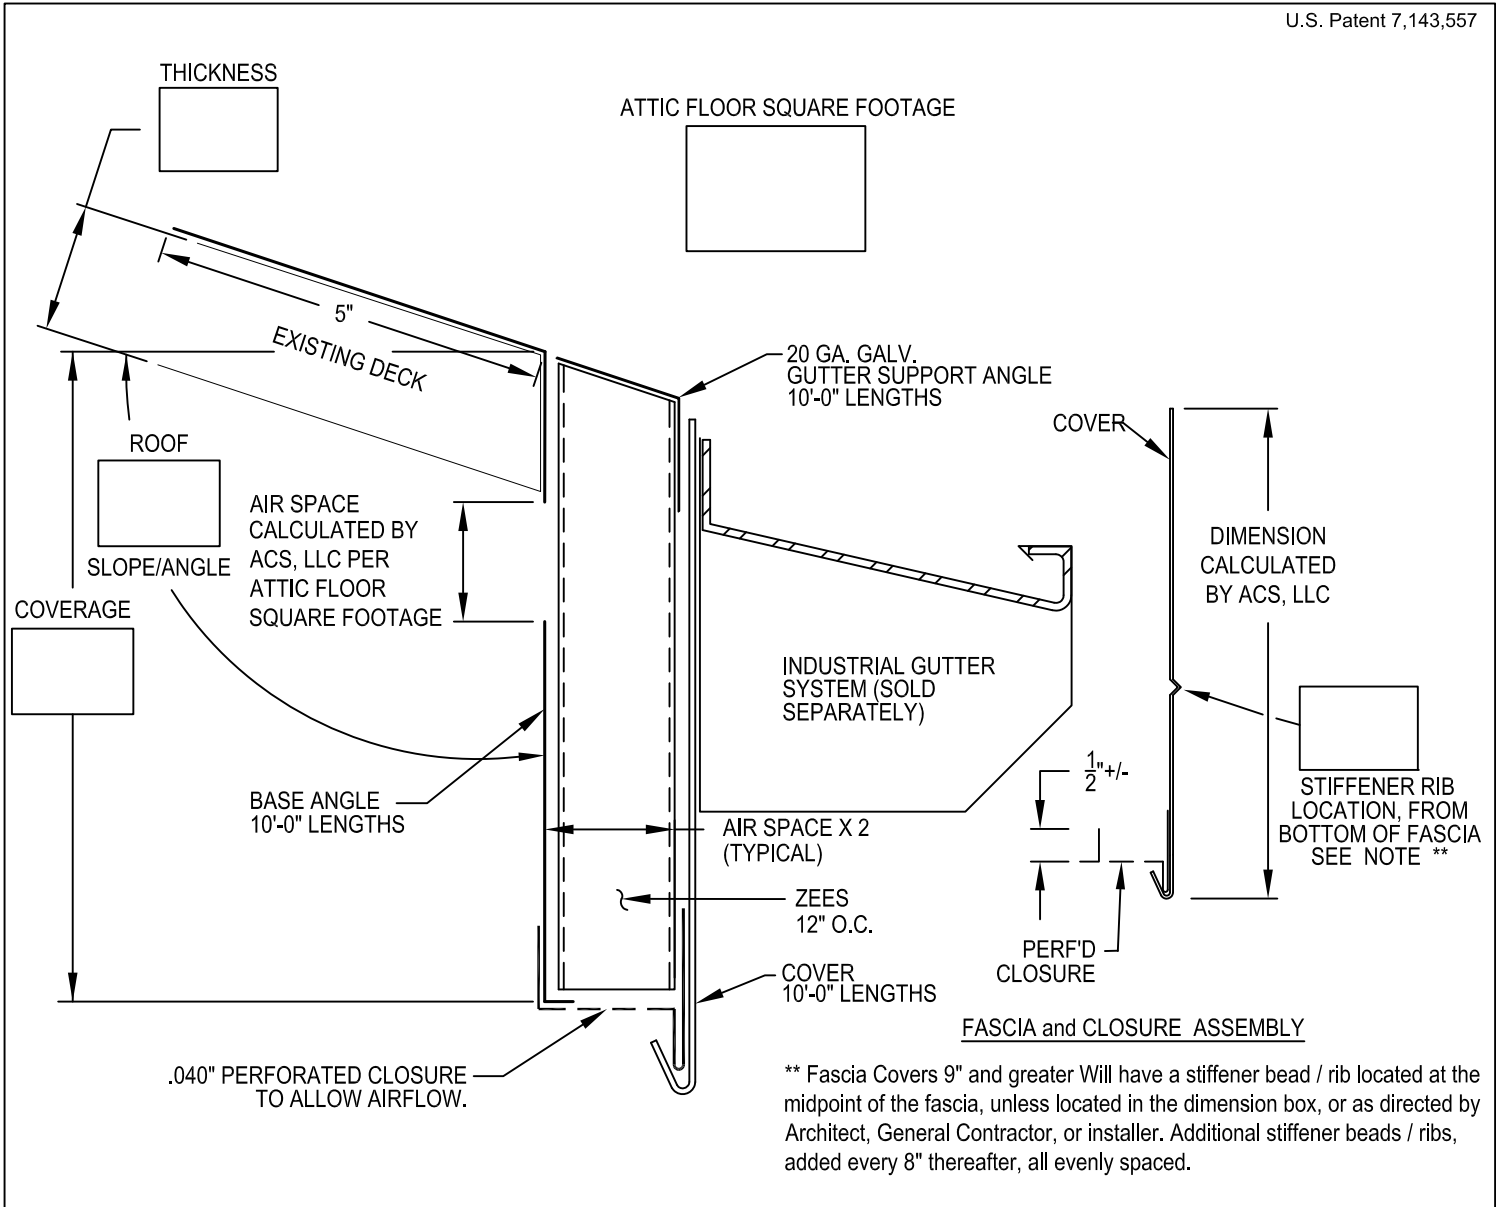 U.S. Patent 7,143,557
THICKNESS
ATTIC FLOOR SQUARE FOOTAGE
5"
EXISTING DECK
20 GA. GALV.
GUTTER SUPPORT ANGLE
10'-0" LENGTHS
COVER
ROOF
SLOPE/ANGLE
AIR SPACE
CALCULATED BY
ACS, LLC PER
ATTIC FLOOR
SQUARE FOOTAGE
DIMENSION
CALCULATED
BY ACS, LLC
COVERAGE
INDUSTRIAL GUTTER
SYSTEM (SOLD
SEPARATELY)
BASE ANGLE
10'-0" LENGTHS
1/2"+/-
STIFFENER RIB
LOCATION, FROM
BOTTOM OF FASCIA
SEE NOTE **
AIR SPACE X 2
(TYPICAL)
ZEES
12" O.C.
PERF'D
CLOSURE
COVER
10'-0" LENGTHS
FASCIA and CLOSURE ASSEMBLY
.040" PERFORATED CLOSURE
TO ALLOW AIRFLOW.
** Fascia Covers 9" and greater Will have a stiffener bead / rib located at the
midpoint of the fascia, unless located in the dimension box, or as directed by
Architect, General Contractor, or installer. Additional stiffener beads / ribs,
added every 8" thereafter, all evenly spaced.